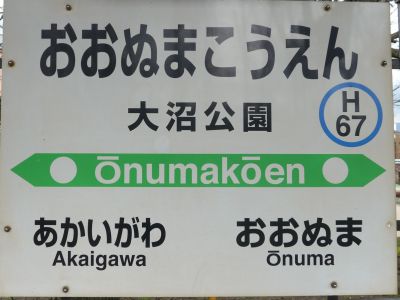 おおぬまこうえん
大沼公園
H
67
Ōnumakōen
あかいがわ おおぬま
Akaigawa Ōnuma